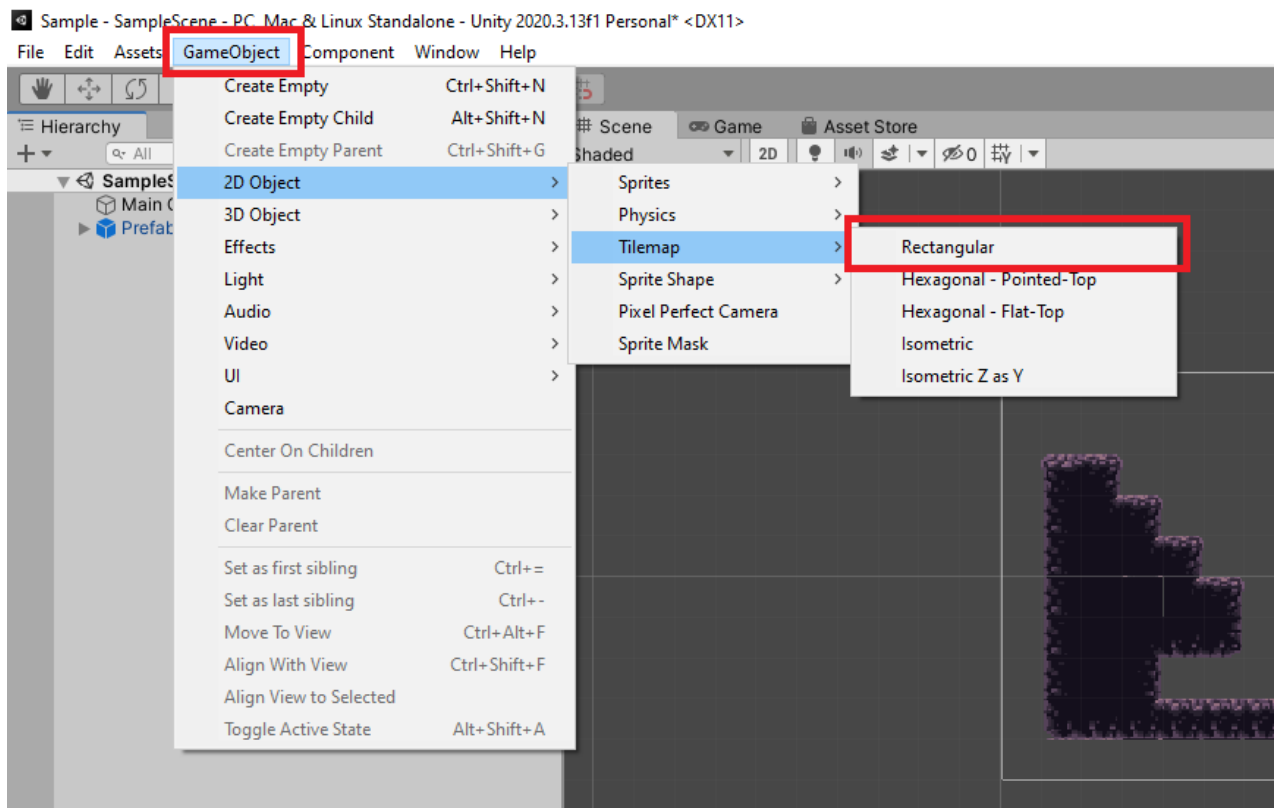 Sample - SampleScene - PC, Mac & Linux Standalone - Unity 2020.3.13f1 Personal* <DX11>
File Edit Assets GameObject Component Window Help
Hierarchy
All
SampleS
Main C
Prefab
Create Empty Ctrl+Shift+N
Create Empty Child Alt+Shift+N
Create Empty Parent Ctrl+Shift+G
2D Object
3D Object
Effects
Light
Audio
Video
UI
Camera
Center On Children
Make Parent
Clear Parent
Set as first sibling Ctrl+=
Set as last sibling Ctrl+-
Move To View Ctrl+Alt+F
Align With View Ctrl+Shift+F
Align View to Selected
Toggle Active State Alt+Shift+A
Scene Game Asset Store
Shaded 2D 0
Sprites
Physics
Tilemap
Sprite Shape
Pixel Perfect Camera
Sprite Mask
Rectangular
Hexagonal - Pointed-Top
Hexagonal - Flat-Top
Isometric
Isometric Z as Y